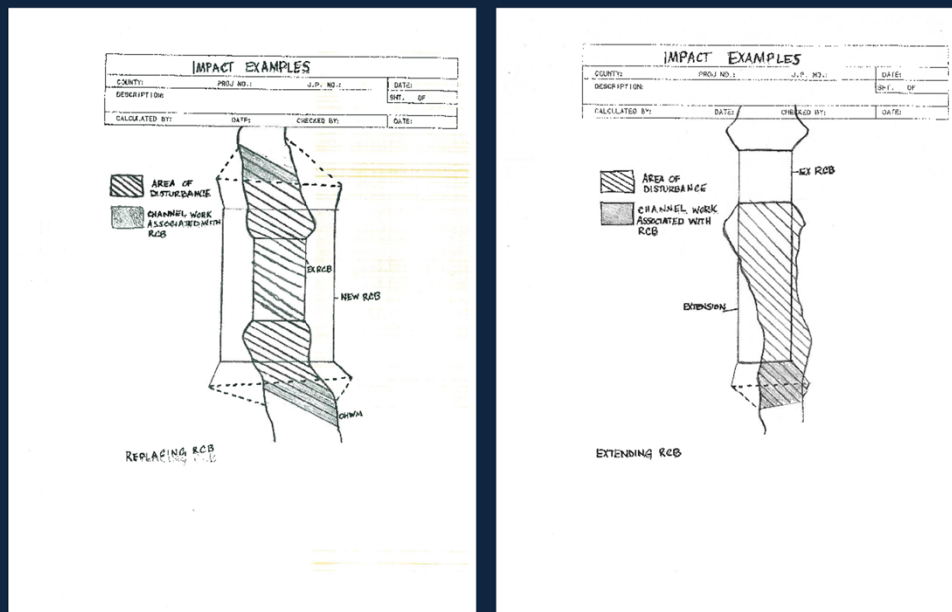 IMPACT EXAMPLES
COUNTY: PROJ NO.: J.P. NO.: DATE:
DESCRIPTION: SHT. OF
CALCULATED BY: DATE: CHECKED BY: DATE:
AREA OF
DISTURBANCE
CHANNEL WORK
ASSOCIATED WITH
RCB
EX RCB
NEW RCB
OHWM
REPLACING RCB
IMPACT EXAMPLES
COUNTY: PROJ NO.: J.P. NO.: DATE:
DESCRIPTION: SHT. OF
CALCULATED BY: DATE: CHECKED BY: DATE:
EX RCB
AREA OF
DISTURBANCE
CHANNEL WORK
ASSOCIATED WITH
RCB
EXTENSION
EXTENDING RCB